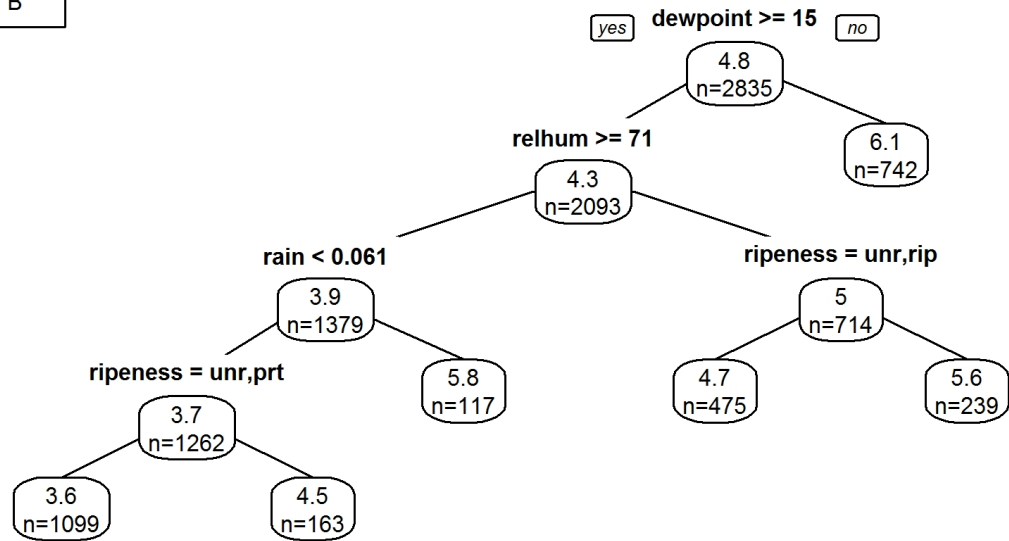 B
dewpoint >= 15
yes
no
4.8
n=2835
6.1
n=742
relhum >= 71
4.3
n=2093
rain < 0.061
3.9
n=1379
ripeness = unr,rip
5
n=714
ripeness = unr,prt
3.7
n=1262
5.8
n=117
4.7
n=475
5.6
n=239
3.6
n=1099
4.5
n=163